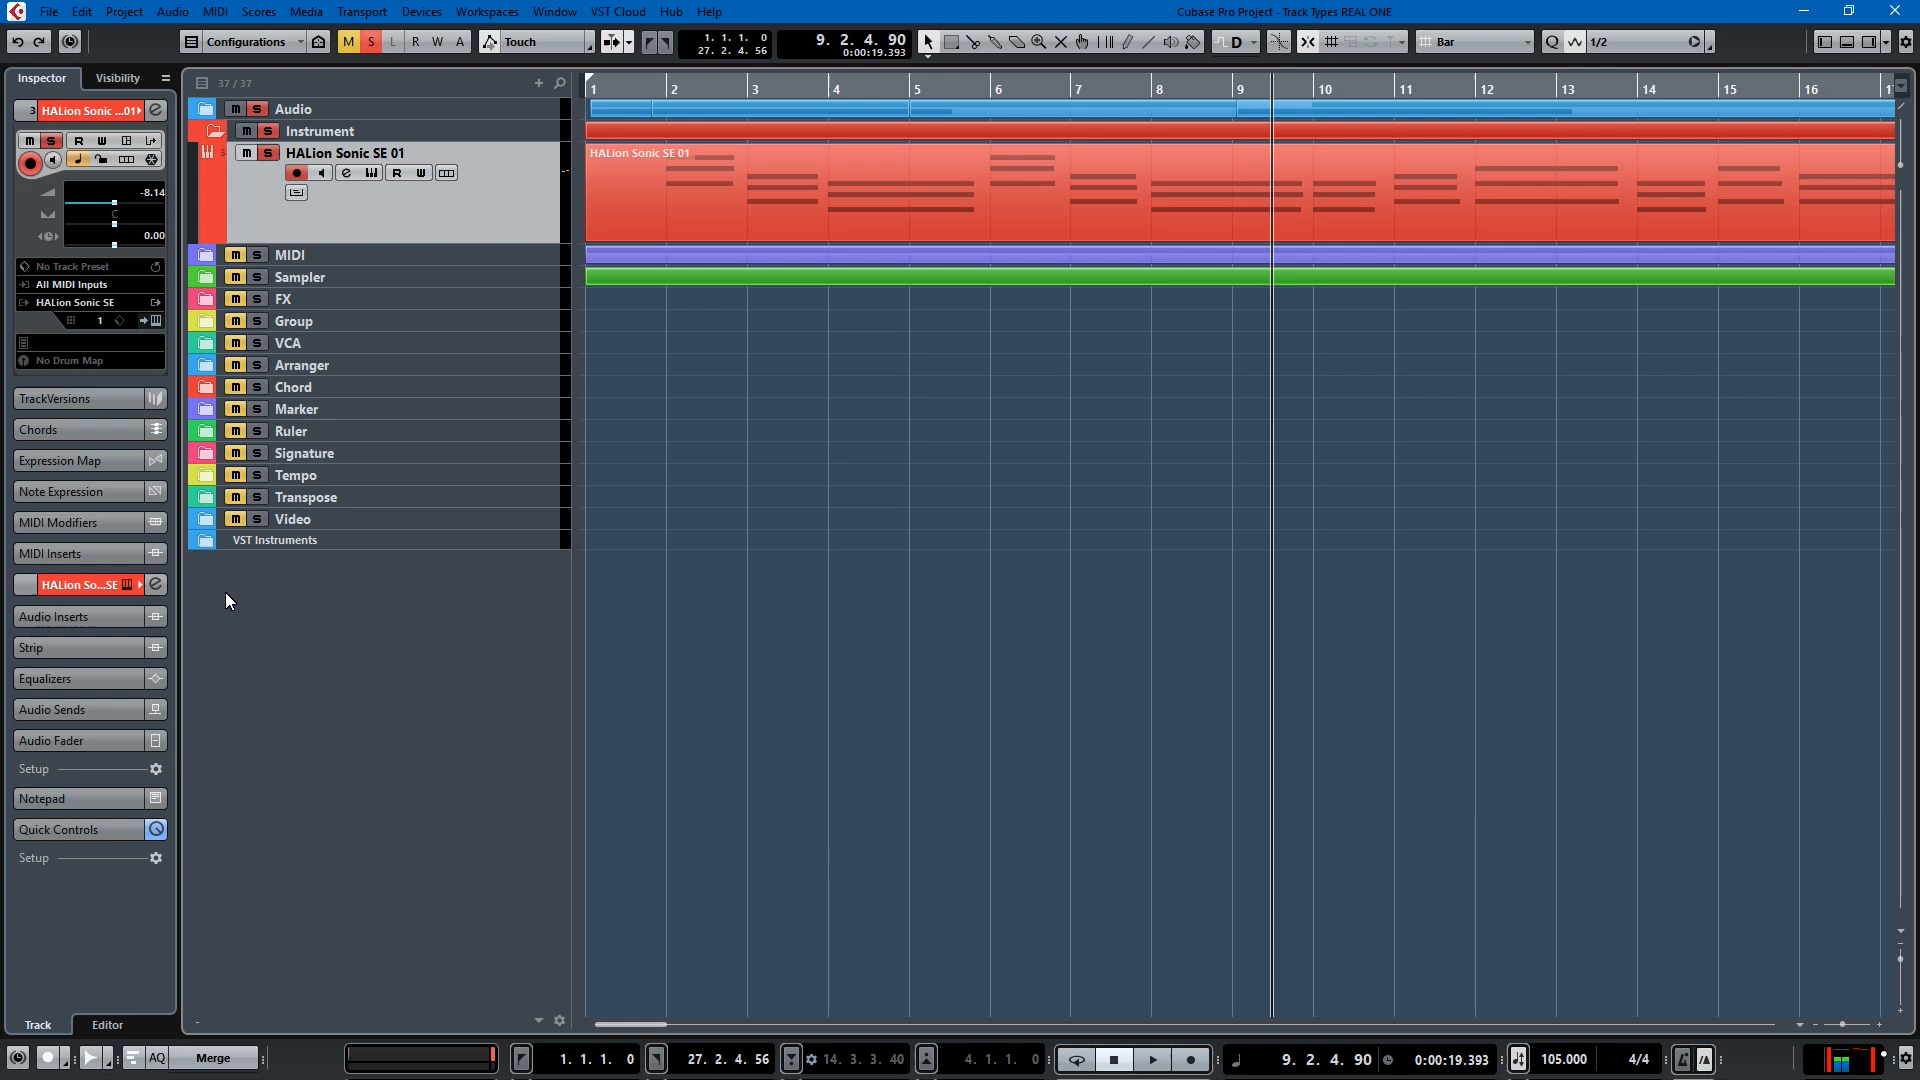 File Edit Project Audio MIDI Scores Media Transport Devices Workspaces Window VST Cloud Hub Help
Cubase Pro Project - Track Types REAL ONE
Configurations M S L R W A Touch
1. 1. 1. 0
27. 2. 4. 56
9. 2. 4. 90
0:00:19.393
D Bar Q 1/2
Inspector Visibility
37 / 37
1 2 3 4 5 6 7 8 9 10 11 12 13 14 15 16
3 HALion Sonic ...01
m S R W
-8.14
C
0.00
No Track Preset
All MIDI Inputs
HALion Sonic SE
1
No Drum Map
TrackVersions
Chords
Expression Map
Note Expression
MIDI Modifiers
MIDI Inserts
HALion So...SE
Audio Inserts
Strip
Equalizers
Audio Sends
Audio Fader
Setup
Notepad
Quick Controls
Setup
Track Editor
m S Audio
m S Instrument
3 m S HALion Sonic SE 01
e R W
HALion Sonic SE 01
m S MIDI
m S Sampler
m S FX
m S Group
m S VCA
m S Arranger
m S Chord
m S Marker
m S Ruler
m S Signature
m S Tempo
m S Transpose
m S Video
VST Instruments
AQ Merge
1. 1. 1. 0
27. 2. 4. 56
14. 3. 3. 40
4. 1. 1. 0
9. 2. 4. 90
0:00:19.393
105.000
4/4